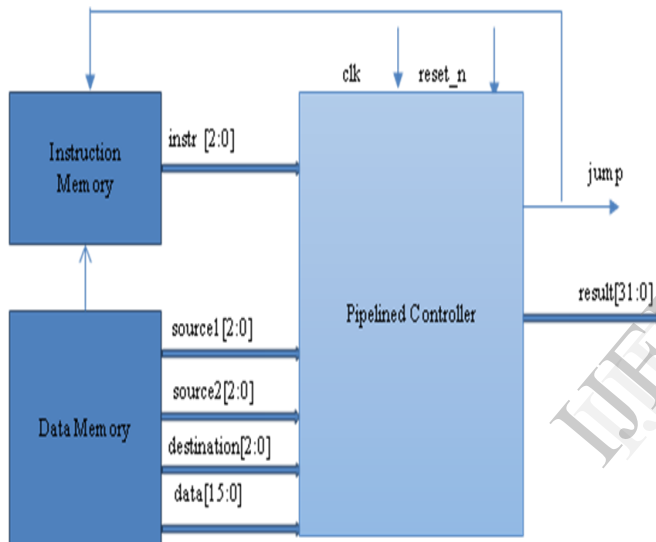 clk
reset_n
Instruction
Memory
instr [2:0]
jump
result[31:0]
Pipelined Controller
source1[2:0]
source2[2:0]
Data Memory
destination[2:0]
data[15:0]